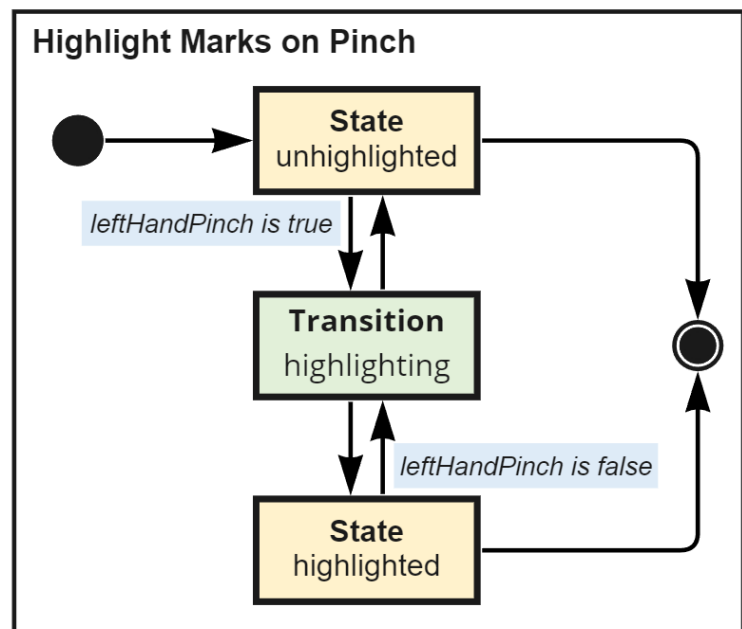 Highlight Marks on Pinch
State
unhighlighted
leftHandPinch is true
Transition
highlighting
leftHandPinch is false
State
highlighted